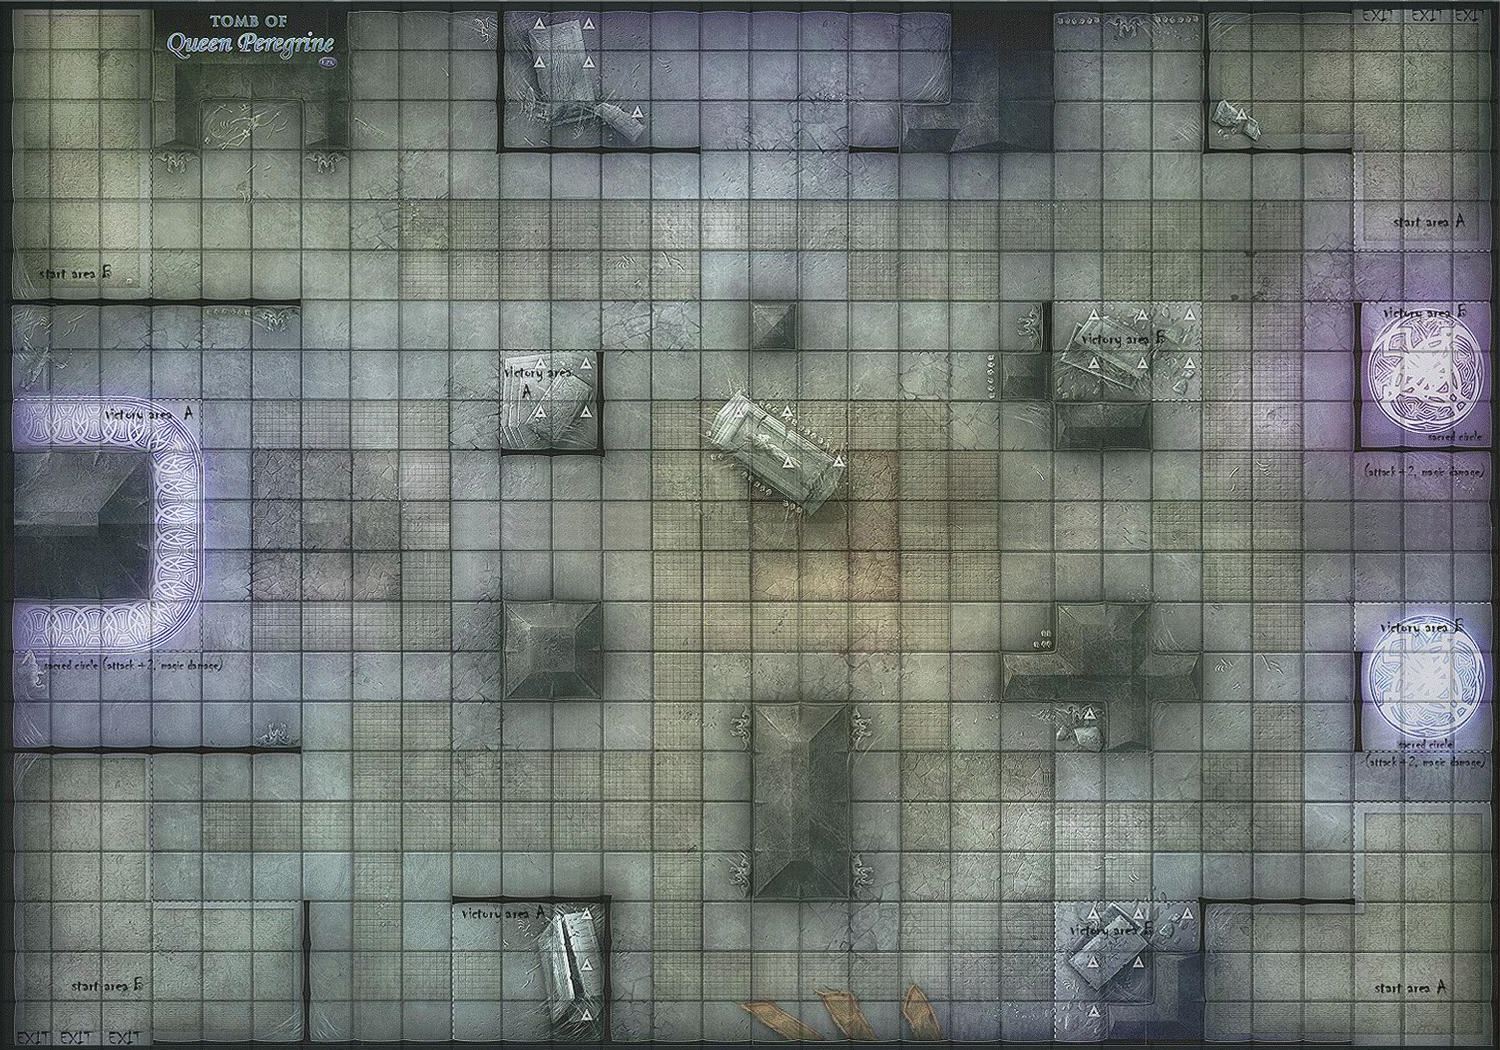 TOMB OF
Queen Peregrine
EPIC
EXIT EXIT EXIT
start area A
start area B
victory area B
victory area B
victory area
A
victory area A
sacred circle
(attack +2, magic damage)
victory area B
sacred circle (attack +2, magic damage)
sacred circle
(attack +2, magic damage)
victory area A
victory area B
start area B
start area A
EXIT EXIT EXIT